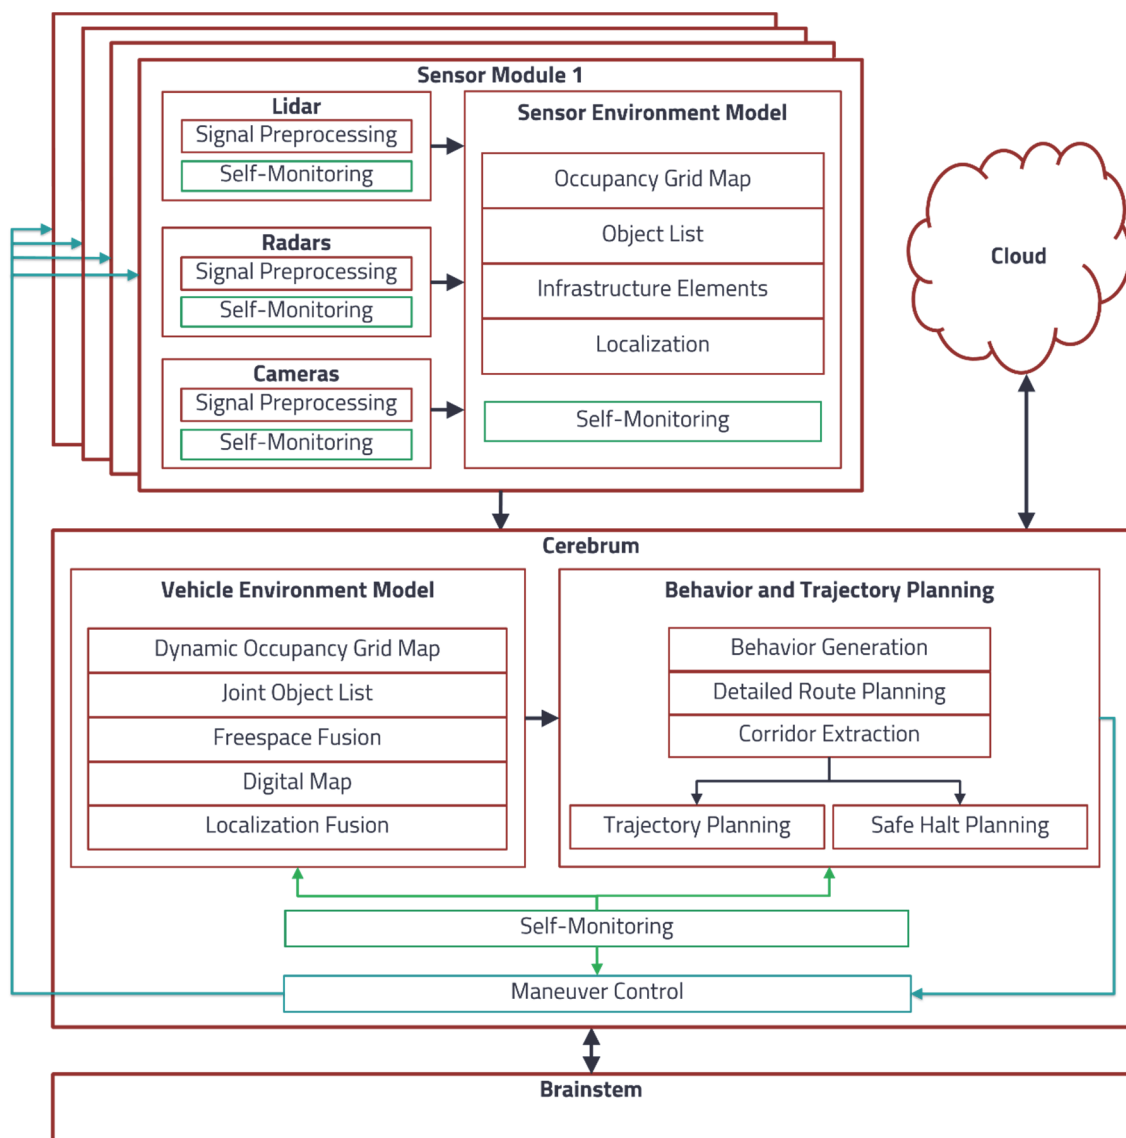 Sensor Module 1
Lidar
Signal Preprocessing
Self-Monitoring
Radars
Signal Preprocessing
Self-Monitoring
Cameras
Signal Preprocessing
Self-Monitoring
Sensor Environment Model
Occupancy Grid Map
Object List
Infrastructure Elements
Localization
Self-Monitoring
Cloud
Cerebrum
Vehicle Environment Model
Dynamic Occupancy Grid Map
Joint Object List
Freespace Fusion
Digital Map
Localization Fusion
Behavior and Trajectory Planning
Behavior Generation
Detailed Route Planning
Corridor Extraction
Trajectory Planning
Safe Halt Planning
Self-Monitoring
Maneuver Control
Brainstem